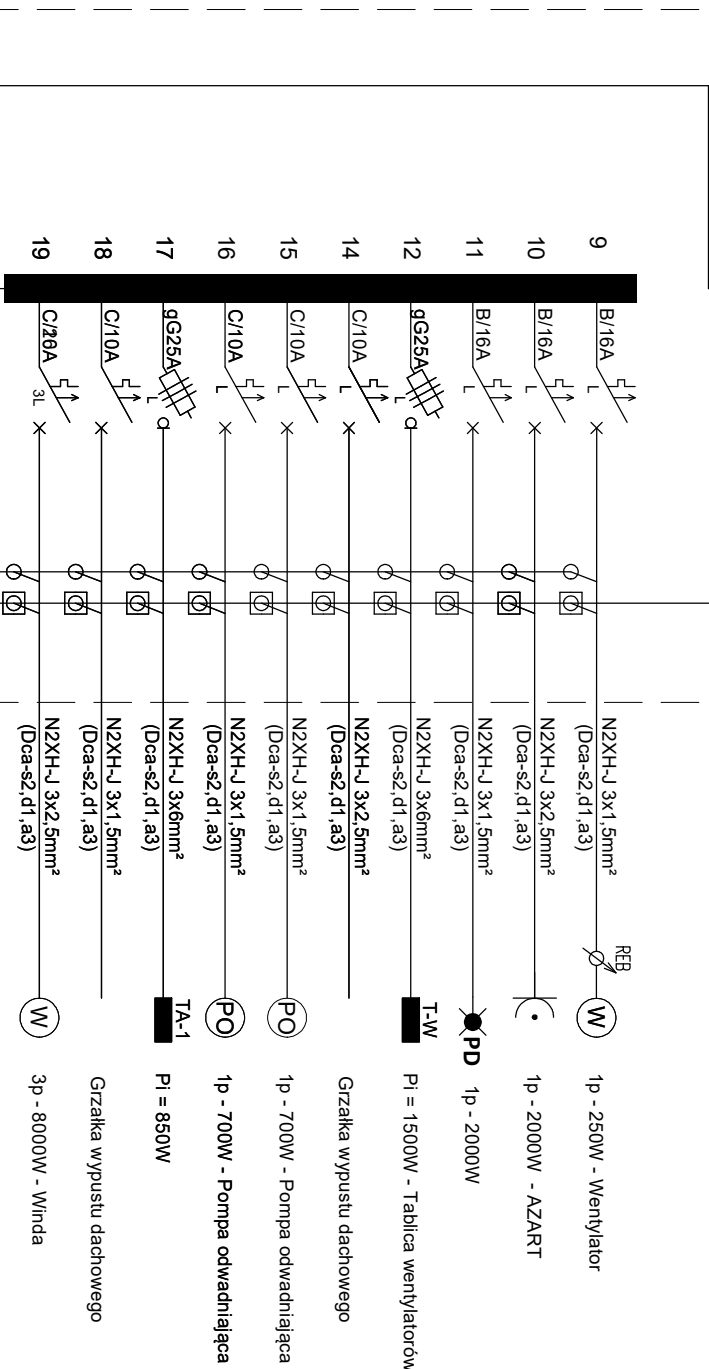 9
B/16A
L
N2XH-J 3x1,5mm²
(Dca-s2,d1,a3)
REB
W
1p - 250W - Wentylator
10
B/16A
L
N2XH-J 3x2,5mm²
(Dca-s2,d1,a3)
1p - 2000W - AZART
11
B/16A
L
N2XH-J 3x1,5mm²
(Dca-s2,d1,a3)
PD
1p - 2000W
12
gG25A
L
N2XH-J 3x6mm²
(Dca-s2,d1,a3)
T-W
Pi = 1500W - Tablica wentylatorów
14
C/10A
L
N2XH-J 3x2,5mm²
(Dca-s2,d1,a3)
Grzałka wypustu dachowego
15
C/10A
L
N2XH-J 3x1,5mm²
(Dca-s2,d1,a3)
PO
1p - 700W - Pompa odwadniająca
16
C/10A
L
N2XH-J 3x1,5mm²
(Dca-s2,d1,a3)
PO
1p - 700W - Pompa odwadniająca
17
gG25A
L
N2XH-J 3x6mm²
(Dca-s2,d1,a3)
TA-1
Pi = 850W
18
C/10A
N2XH-J 3x1,5mm²
(Dca-s2,d1,a3)
Grzałka wypustu dachowego
19
3L
N2XH-J 3x2,5mm²
(Dca-s2,d1,a3)
W
3p - 8000W - Winda